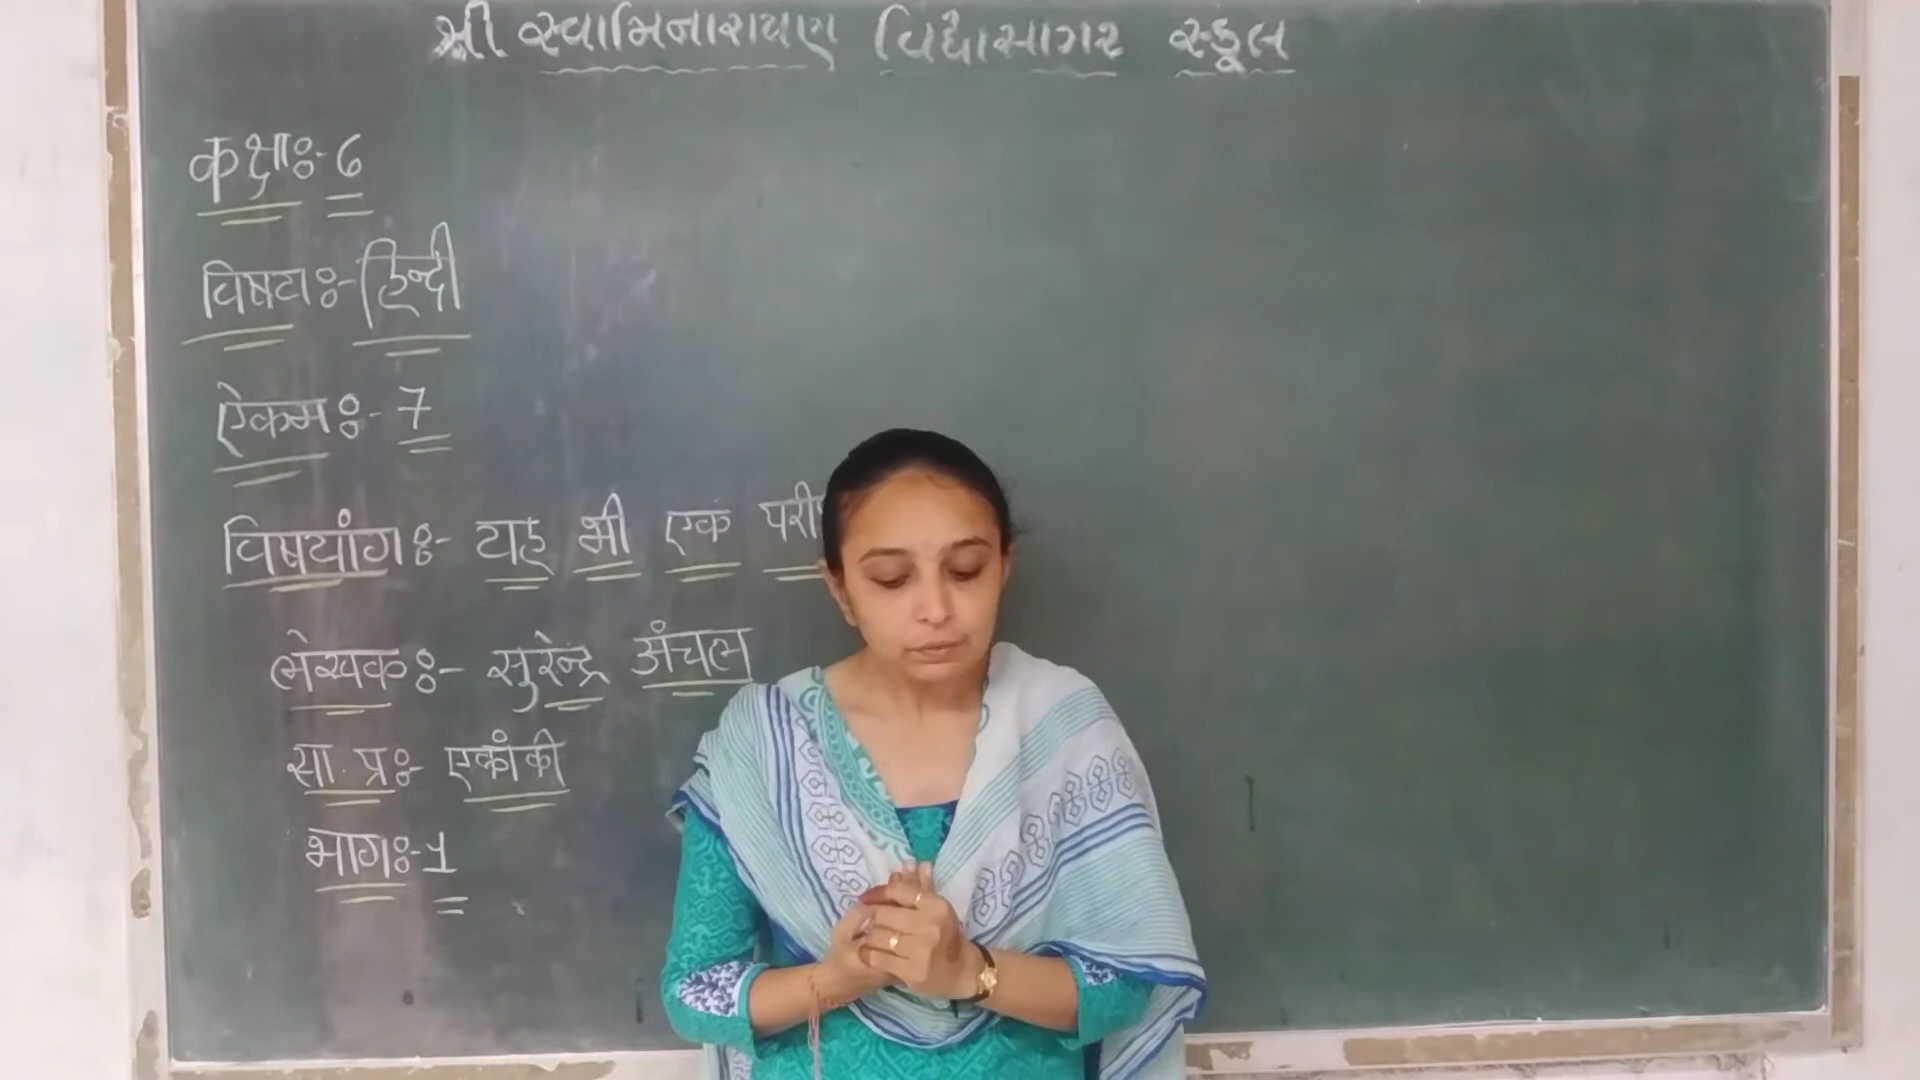 શ્રી સ્વામિનારાયણ વિદ્યાસાગર સ્કૂલ
कक्षाः- 6
विषयः- हिन्दी
ऐकमः- 7
विषयांगः- यह भी एक
लेखकः- सुरेन्द्र अंचल
सा. प्रः- एकांकी
भागः- 1